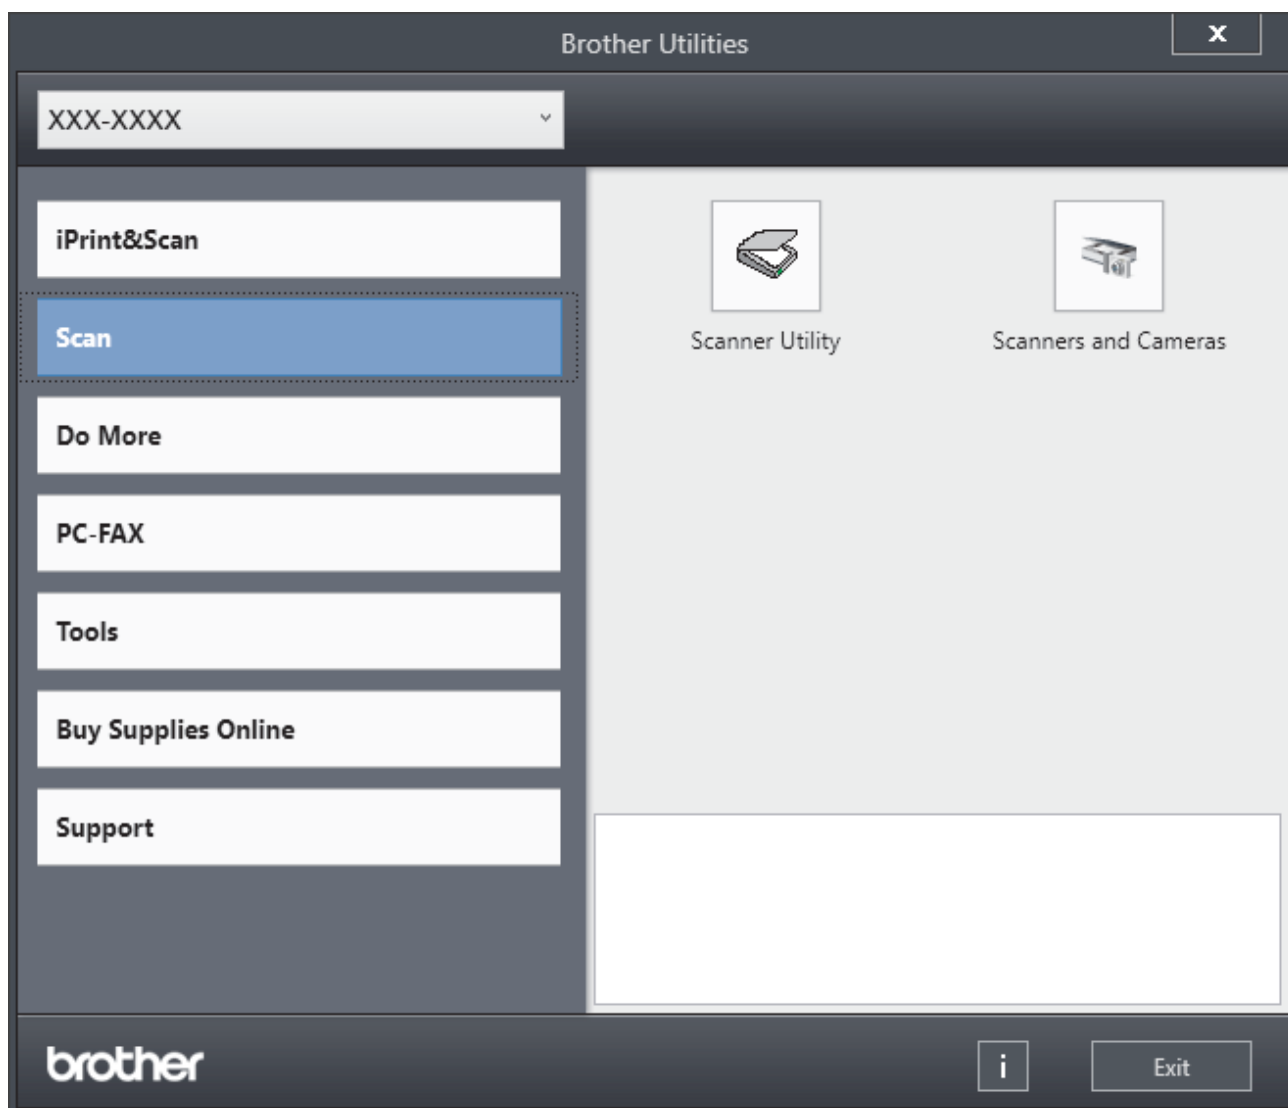 Brother Utilities
X
XXX-XXXX
iPrint&Scan
Scan
Do More
PC-FAX
Tools
Buy Supplies Online
Support
Scanner Utility
Scanners and Cameras
brother
i
Exit